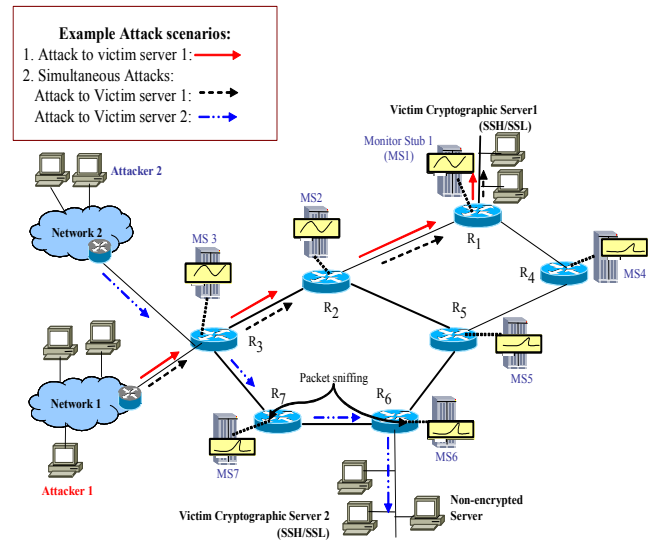 Example Attack scenarios:
1. Attack to victim server 1:
2. Simultaneous Attacks:
Attack to Victim server 1:
Attack to Victim server 2:
Victim Cryptographic Server1
(SSH/SSL)
Monitor Stub 1
(MS1)
Attacker 2
Network 2
MS 3
MS2
R1
R4
MS4
R2
R3
R5
MS5
Packet sniffing
R7
R6
Network 1
MS7
MS6
Attacker 1
Victim Cryptographic Server 2
(SSH/SSL)
Non-encrypted
Server